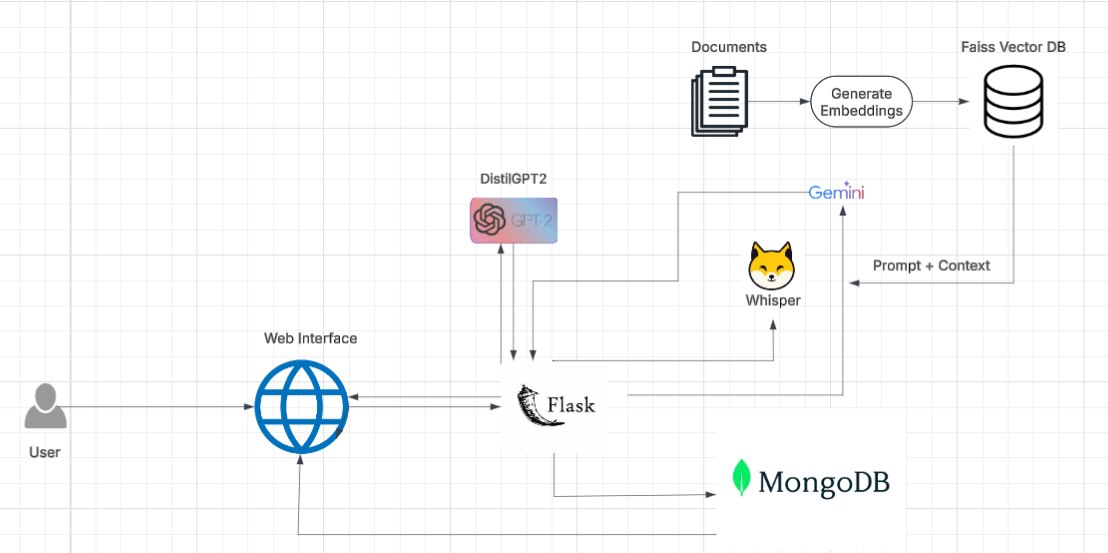 Documents
Faiss Vector DB
Generate
Embeddings
DistilGPT2
GPT-2
Gemini
Prompt + Context
Whisper
Web Interface
Flask
User
MongoDB